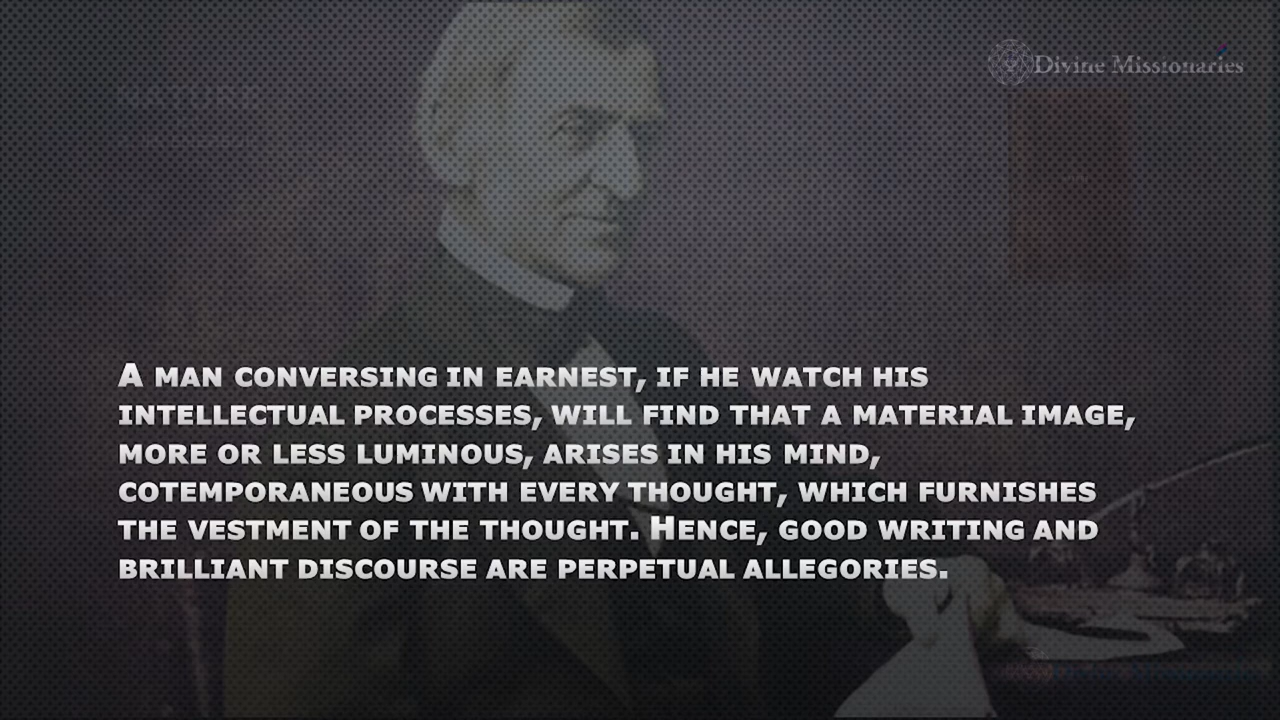 Divine Missionaries
A MAN CONVERSING IN EARNEST, IF HE WATCH HIS
INTELLECTUAL PROCESSES, WILL FIND THAT A MATERIAL IMAGE,
MORE OR LESS LUMINOUS, ARISES IN HIS MIND,
COTEMPORANEOUS WITH EVERY THOUGHT, WHICH FURNISHES
THE VESTMENT OF THE THOUGHT. HENCE, GOOD WRITING AND
BRILLIANT DISCOURSE ARE PERPETUAL ALLEGORIES.